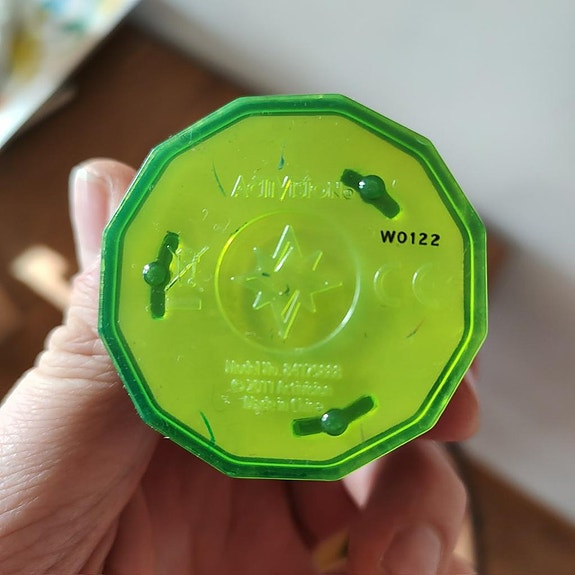 ACTIVISION®
W0122
CE
Model No.
© 2011 Activision
Made in China